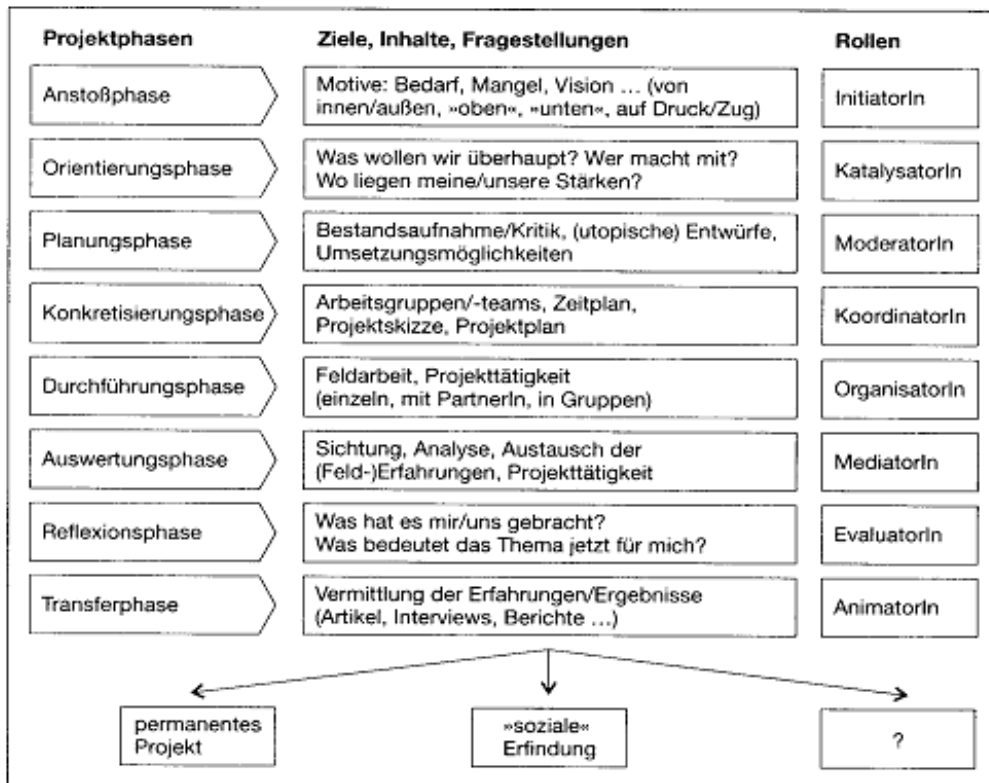 Projektphasen
Ziele, Inhalte, Fragestellungen
Rollen
Anstoßphase
Motive: Bedarf, Mangel, Vision ... (von
innen/außen, »oben«, »unten«, auf Druck/Zug)
InitiatorIn
Orientierungsphase
Was wollen wir überhaupt? Wer macht mit?
Wo liegen meine/unsere Stärken?
KatalysatorIn
Planungsphase
Bestandsaufnahme/Kritik, (utopische) Entwürfe,
Umsetzungsmöglichkeiten
ModeratorIn
Konkretisierungsphase
Arbeitsgruppen/-teams, Zeitplan,
Projektskizze, Projektplan
KoordinatorIn
Durchführungsphase
Feldarbeit, Projekttätigkeit
(einzeln, mit PartnerIn, in Gruppen)
OrganisatorIn
Auswertungsphase
Sichtung, Analyse, Austausch der
(Feld-)Erfahrungen, Projekttätigkeit
MediatorIn
Reflexionsphase
Was hat es mir/uns gebracht?
Was bedeutet das Thema jetzt für mich?
EvaluatorIn
Transferphase
Vermittlung der Erfahrungen/Ergebnisse
(Artikel, Interviews, Berichte ...)
AnimatorIn
permanentes
Projekt
»soziale«
Erfindung
?